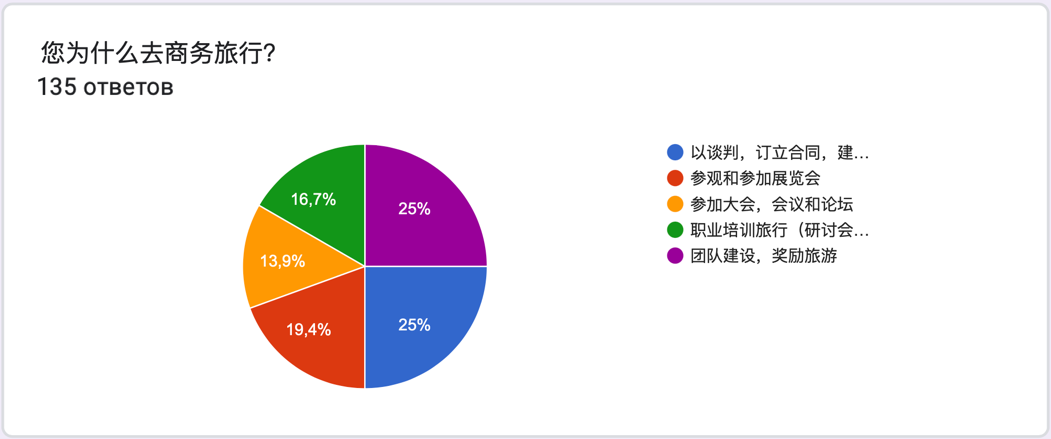 您为什么去商务旅行?
135 ответов
16,7%
25%
13,9%
19,4%
25%
以谈判，订立合同，建…
参观和参加展览会
参加大会，会议和论坛
职业培训旅行（研讨会…
团队建设，奖励旅游